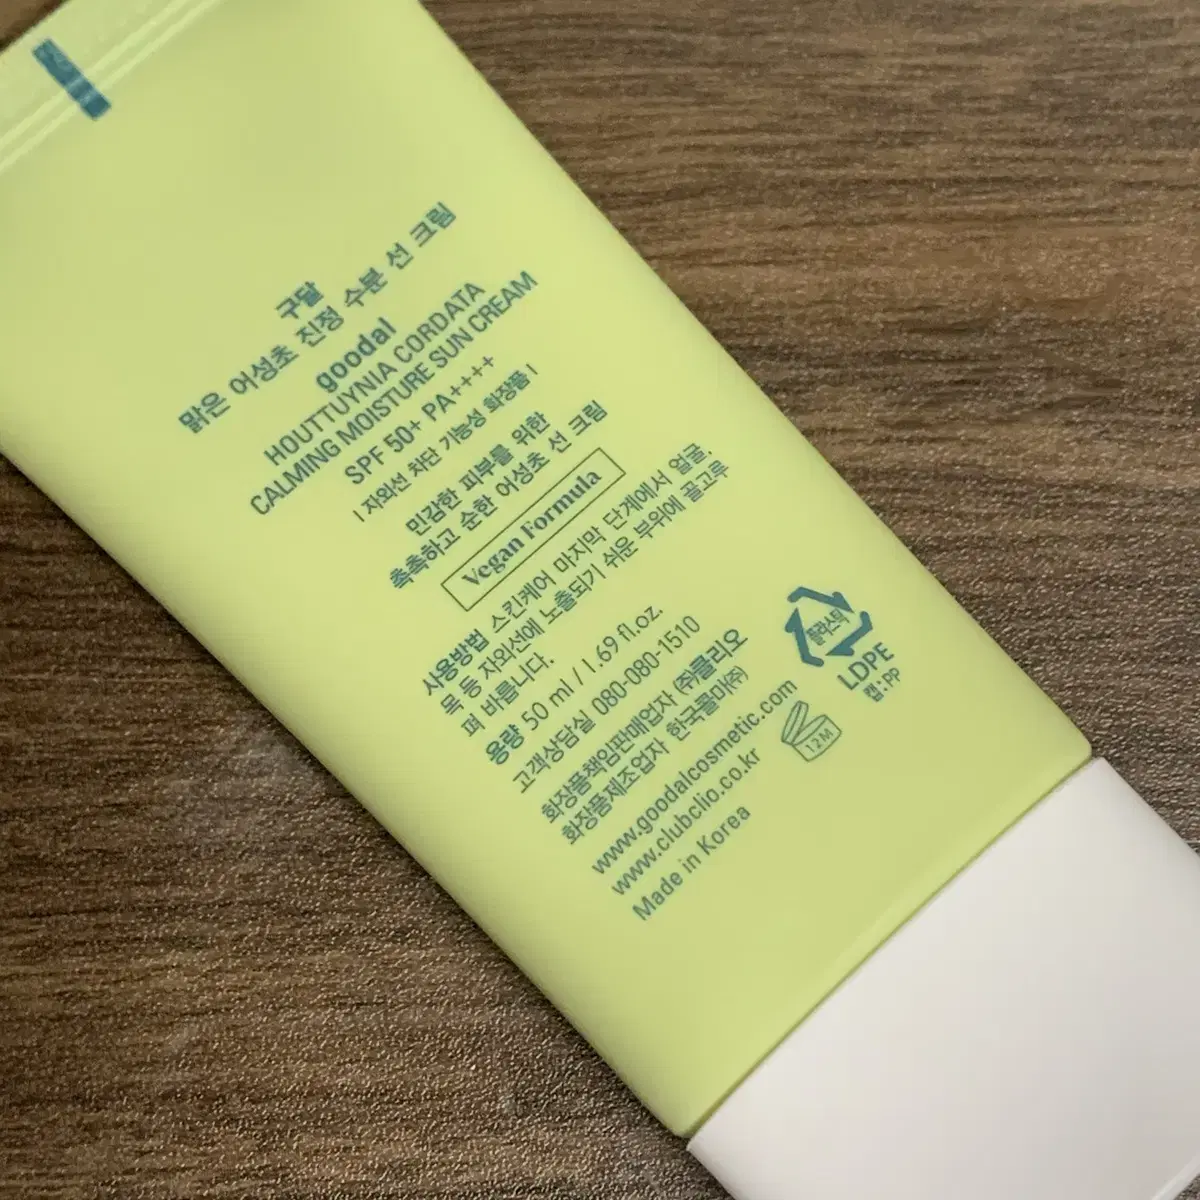 구달
맑은 어성초 진정 수분 선 크림
goodal
HOUTTUYNIA CORDATA
CALMING MOISTURE SUN CREAM
SPF 50+ PA++++
| 자외선 차단 기능성 화장품 |
민감한 피부를 위한
촉촉하고 순한 어성초 선 크림
Vegan Formula
사용방법 스킨케어 마지막 단계에서 얼굴,
목 등 자외선에 노출되기 쉬운 부위에 골고루
펴 바릅니다.
용량 50 ml / 1.69 fl.oz.
고객상담실 080-080-1510
화장품책임판매업자 (주)클리오
화장품제조업자 한국콜마(주)
www.goodalcosmetic.com
www.clubclio.co.kr
Made in Korea
플라스틱
LDPE
캡:PP
12M